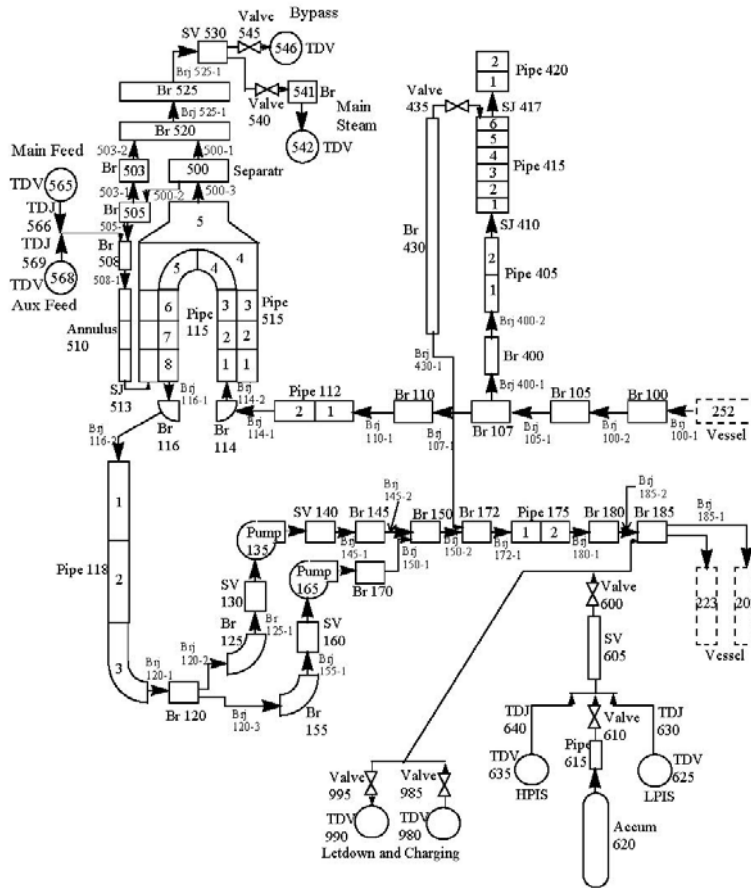 Valve
545
Bypass
SV 530
546
TDV
Brj 525-1
Br 525
Valve
540
541
Br
Main
Steam
542
TDV
Brj 525-1
Br 520
503-2
500-1
Main Feed
Br
503
500
Separatr
TDV
565
503-1
500-2
500-3
TDJ
566
Br
505
505-
5
TDJ
569
Br
508
508-1
TDV
568
Aux Feed
5
4
4
5
Annulus
510
6
7
8
Pipe
115
3
2
1
3
2
1
Pipe
515
SJ
513
Brj
116-1
Brj
114-2
Br
116
Br
114
Brj
116-2
Brj
114-1
Pipe 112
2
1
Brj
110-1
Br 110
Brj
107-1
Br 107
Brj
105-1
Br 105
Brj
100-2
Br 100
Brj
100-1
252
Vessel
2
1
Pipe 420
SJ 417
Valve
435
6
5
4
3
2
1
Pipe 415
SJ 410
Br
430
2
1
Pipe 405
Brj 400-2
Br 400
Brj 400-1
Brj
430-1
1
2
3
Pipe 118
Brj
120-1
Br 120
Brj
120-2
Brj
120-3
Br
125
Br
125-1
SV
130
Pump
135
SV 140
Brj
145-1
Br 145
Brj
145-2
Brj
150-1
Br 150
Brj
150-2
Br 172
Brj
172-1
Pipe 175
1
2
Brj
180-1
Br 180
Brj
185-2
Br 185
Brj
185-1
223
20
Vessel
Pump
165
Br 170
SV
160
Brj
155-1
Br
155
Valve
600
SV
605
TDJ
640
Valve
610
TDJ
630
Pipe
615
TDV
635
HPIS
TDV
625
LPIS
Accum
620
Valve
995
Valve
985
TDV
990
TDV
980
Letdown and Charging